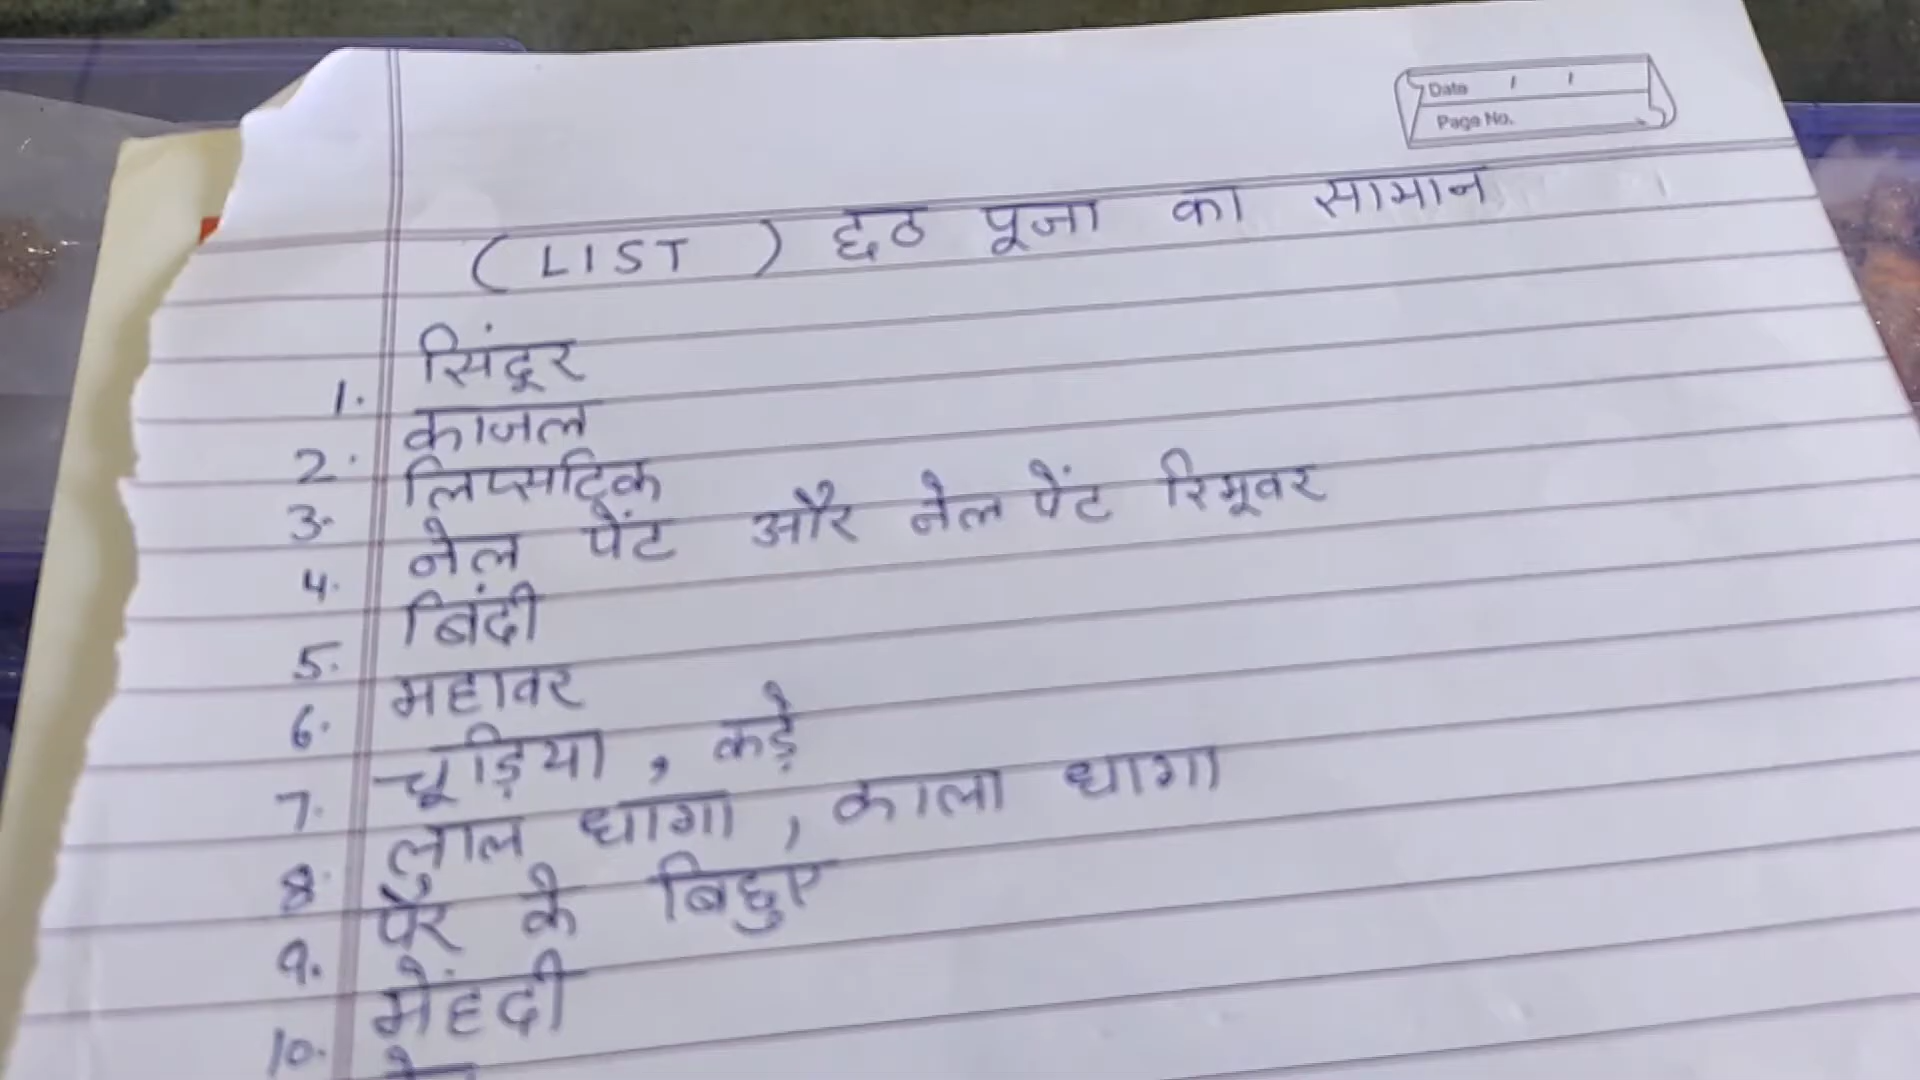 Date / /
Page No.
(LIST) छठ पूजा का सामान
1. सिंदूर
2. काजल
3. लिप्सटिक
4. नेल पेंट और नेल पेंट रिमूवर
5. बिंदी
6. महावर
7. चूड़िया , कड़े
8. लाल धागा , काला धागा
9. पैर के बिछुए
10. मेंहदी